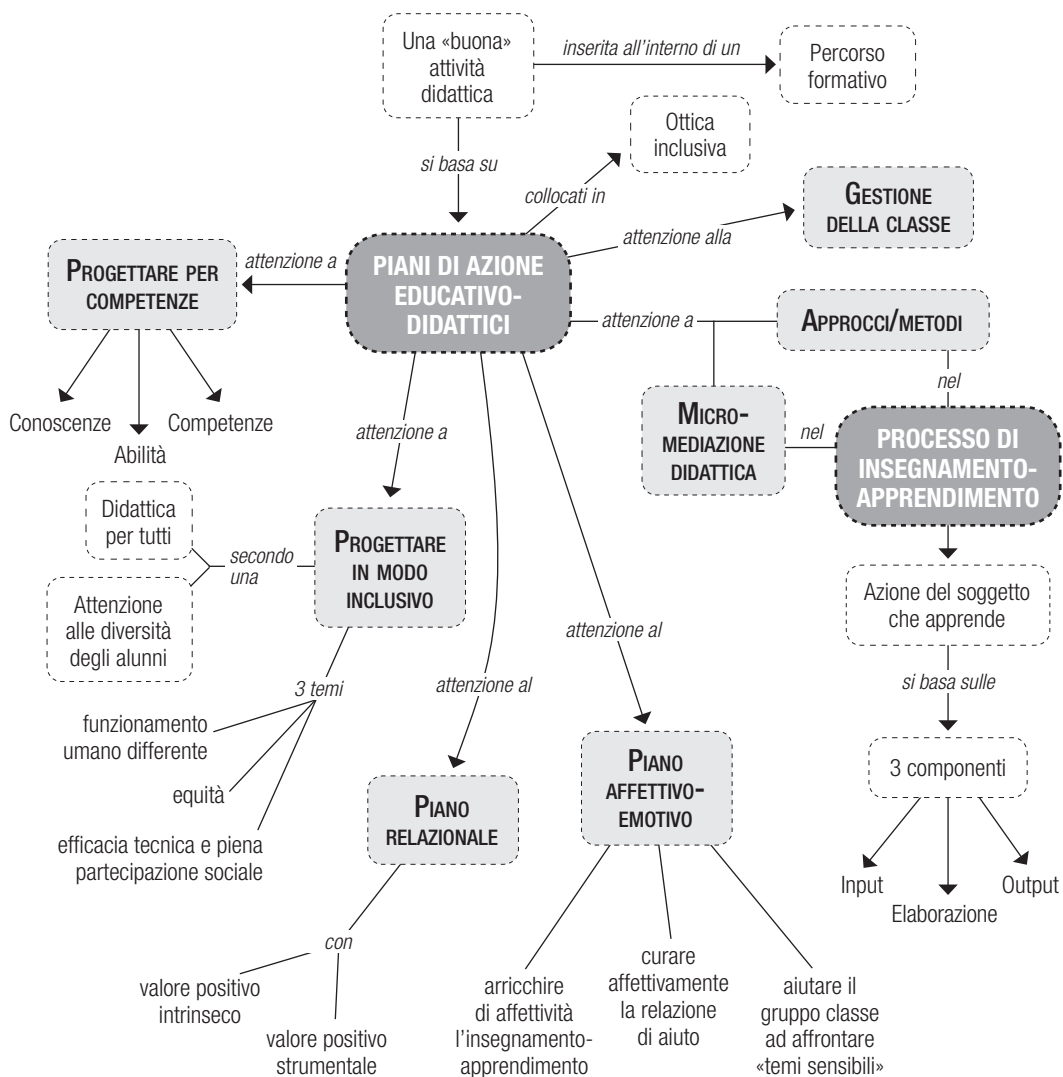 Una «buona»
attività
didattica
inserita all'interno di un
Percorso
formativo
si basa su
Ottica
inclusiva
collocati in
GESTIONE
DELLA CLASSE
attenzione alla
PROGETTARE PER
COMPETENZE
attenzione a
PIANI DI AZIONE
EDUCATIVO-
DIDATTICI
attenzione a
APPROCCI/METODI
nel
Conoscenze
Competenze
Abilità
attenzione a
MICRO-
MEDIAZIONE
DIDATTICA
nel
PROCESSO DI
INSEGNAMENTO-
APPRENDIMENTO
Didattica
per tutti
secondo
una
PROGETTARE
IN MODO
INCLUSIVO
Attenzione
alle diversità
degli alunni
Azione del soggetto
che apprende
attenzione al
3 temi
attenzione al
si basa sulle
funzionamento
umano differente
equità
efficacia tecnica e piena
partecipazione sociale
PIANO
RELAZIONALE
PIANO
AFFETTIVO-
EMOTIVO
3 componenti
Input
Output
Elaborazione
con
valore positivo
intrinseco
valore positivo
strumentale
arricchire
di affettività
l'insegnamento-
apprendimento
curare
affettivamente
la relazione
di aiuto
aiutare il
gruppo classe
ad affrontare
«temi sensibili»